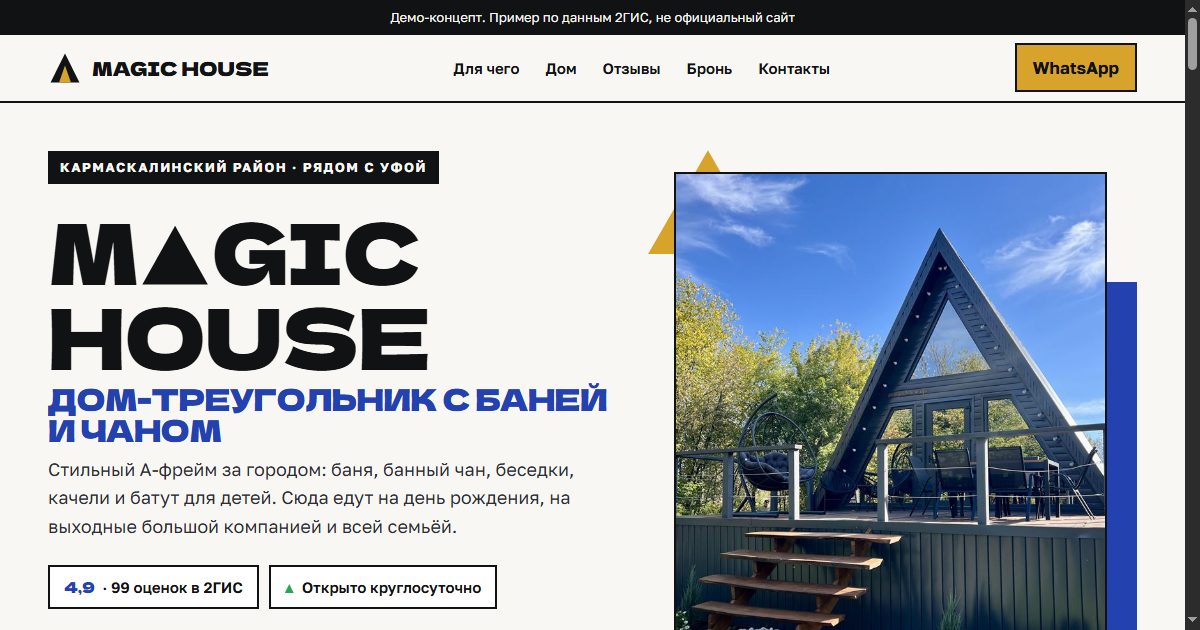 Демо-концепт. Пример по данным 2ГИС, не официальный сайт
MAGIC HOUSE
Для чего
Дом
Отзывы
Бронь
Контакты
WhatsApp
КАРМАСКАЛИНСКИЙ РАЙОН · РЯДОМ С УФОЙ
M▲GIC
HOUSE
ДОМ-ТРЕУГОЛЬНИК С БАНЕЙ
И ЧАНОМ
Стильный А-фрейм за городом: баня, банный чан, беседки,
качели и батут для детей. Сюда едут на день рождения, на
выходные большой компанией и всей семьёй.
4,9 · 99 оценок в 2ГИС
▲ Открыто круглосуточно